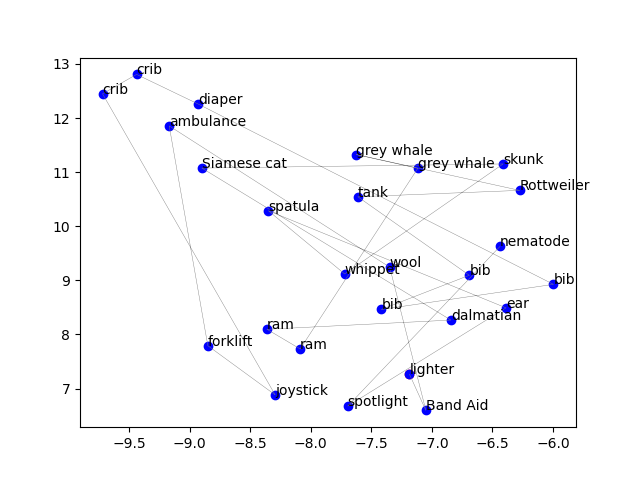 13
crib
crib
diaper
12
ambulance
grey whale
11
Siamese cat
grey whale
skunk
Rottweiler
tank
spatula
10
nematode
wool
whippet
bib
bib
9
bib
ear
dalmatian
ram
8
forklift
ram
lighter
7
joystick
spotlight
Band Aid
−9.5
−9.0
−8.5
−8.0
−7.5
−7.0
−6.5
−6.0